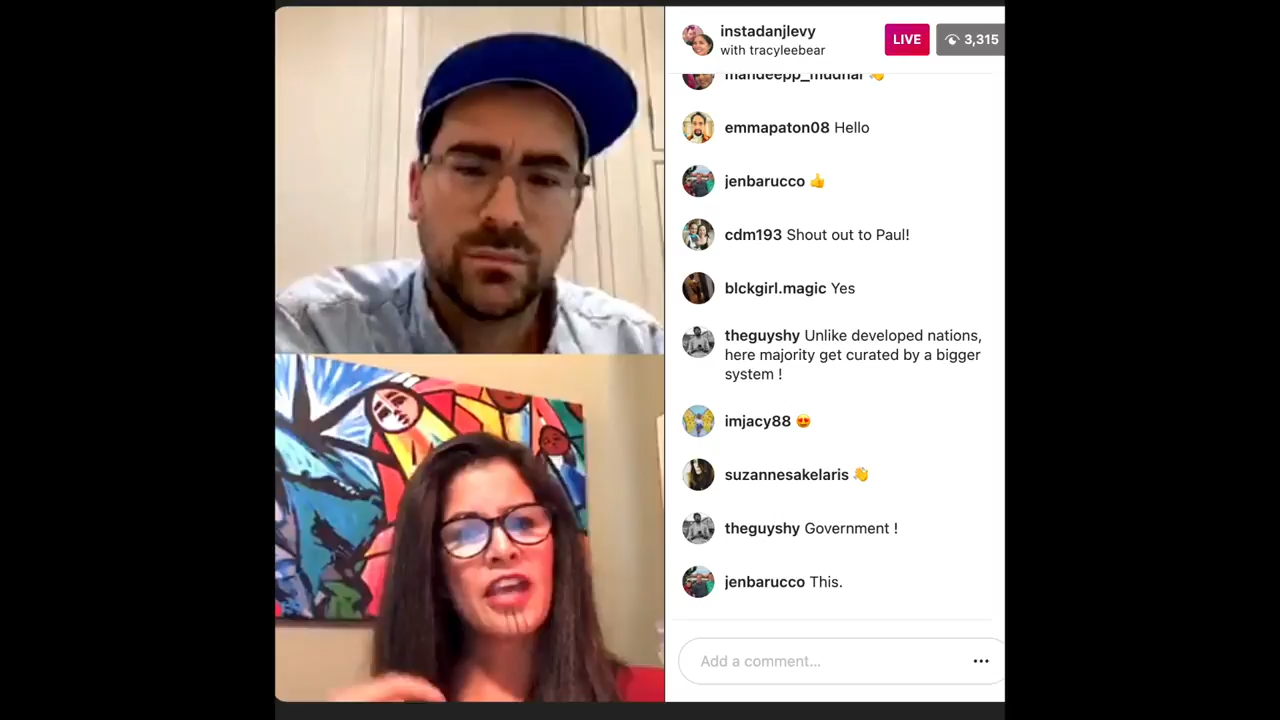 instadanjlevy
with tracyleebear
LIVE
3,315
emmapaton08 Hello
jenbarucco 👍
cdm193 Shout out to Paul!
blckgirl.magic Yes
theguyshy Unlike developed nations,
here majority get curated by a bigger
system !
imjacy88 😍
suzannesakelaris 👏
theguyshy Government !
jenbarucco This.
Add a comment...